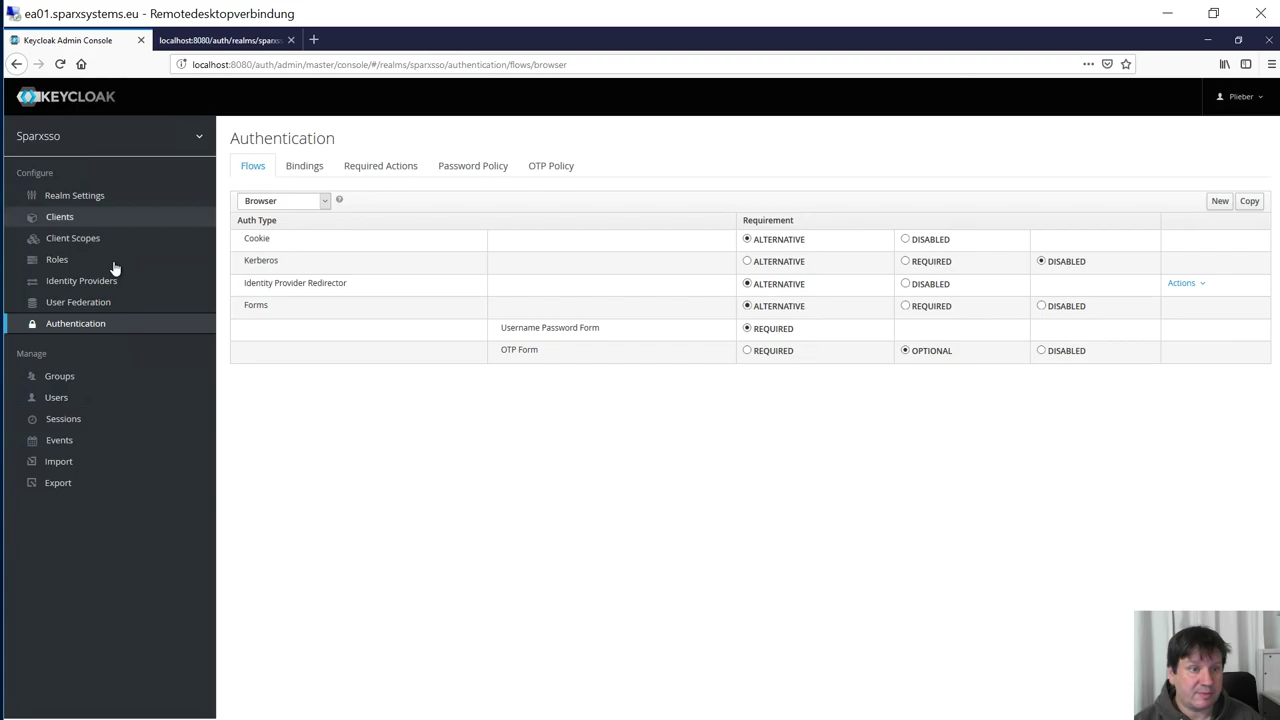 ea01.sparxsystems.eu - Remotedesktopverbindung
Keycloak Admin Console
localhost:8080/auth/realms/sparxs
localhost:8080/auth/admin/master/console/#/realms/sparxsso/authentication/flows/browser
KEYCLOAK
Plieber
Sparxsso
Configure
Realm Settings
Clients
Client Scopes
Roles
Identity Providers
User Federation
Authentication
Manage
Groups
Users
Sessions
Events
Import
Export
Authentication
Flows Bindings Required Actions Password Policy OTP Policy
Browser New Copy
Auth Type Requirement
Cookie ALTERNATIVE DISABLED
Kerberos ALTERNATIVE REQUIRED DISABLED
Identity Provider Redirector ALTERNATIVE DISABLED Actions
Forms ALTERNATIVE REQUIRED DISABLED
Username Password Form REQUIRED
OTP Form REQUIRED OPTIONAL DISABLED